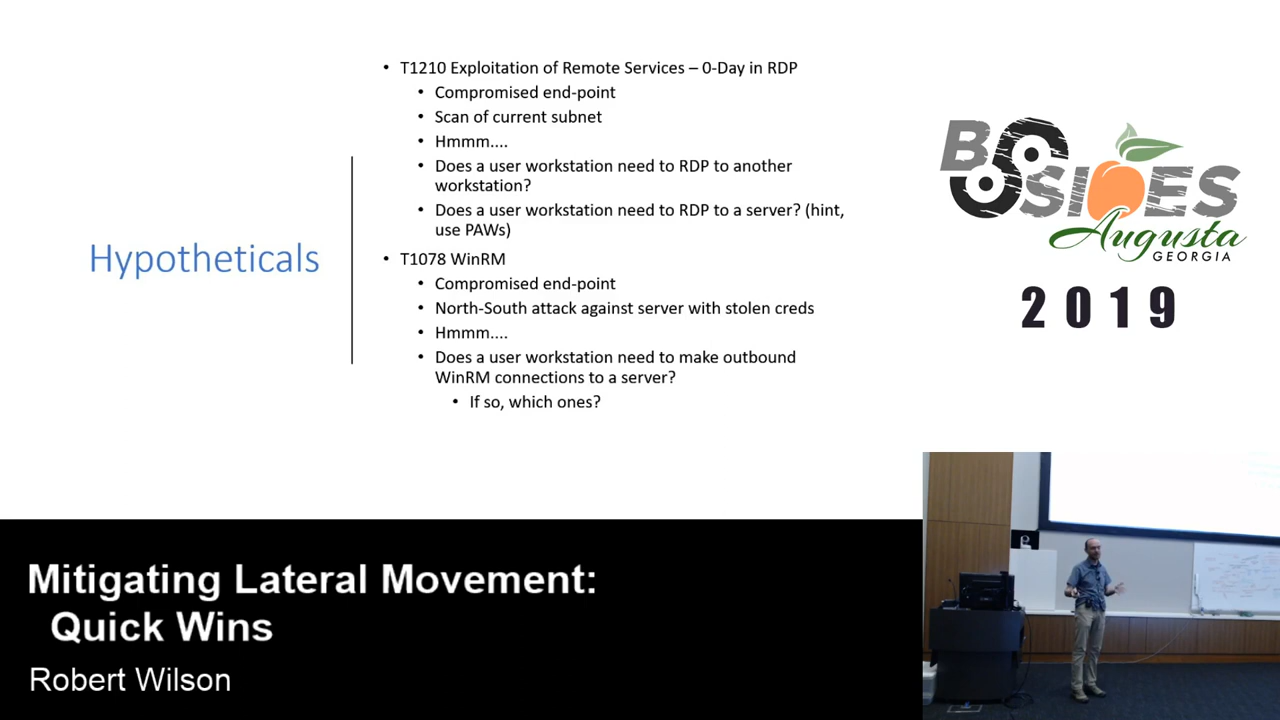 Hypotheticals
• T1210 Exploitation of Remote Services – 0-Day in RDP
• Compromised end-point
• Scan of current subnet
• Hmmm....
• Does a user workstation need to RDP to another
workstation?
• Does a user workstation need to RDP to a server? (hint,
use PAWs)
• T1078 WinRM
• Compromised end-point
• North-South attack against server with stolen creds
• Hmmm....
• Does a user workstation need to make outbound
WinRM connections to a server?
• If so, which ones?
BSIDES
Augusta
GEORGIA
2019
Mitigating Lateral Movement:
Quick Wins
Robert Wilson